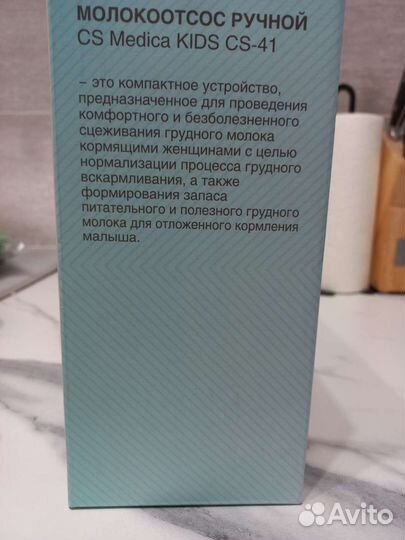 МОЛОКООТСОС РУЧНОЙ
CS Medica KIDS CS-41
– это компактное устройство,
предназначенное для проведения
комфортного и безболезненного
сцеживания грудного молока
кормящими женщинами с целью
нормализации процесса грудного
вскармливания, а также
формирования запаса
питательного и полезного грудного
молока для отложенного кормления
малыша.
Avito